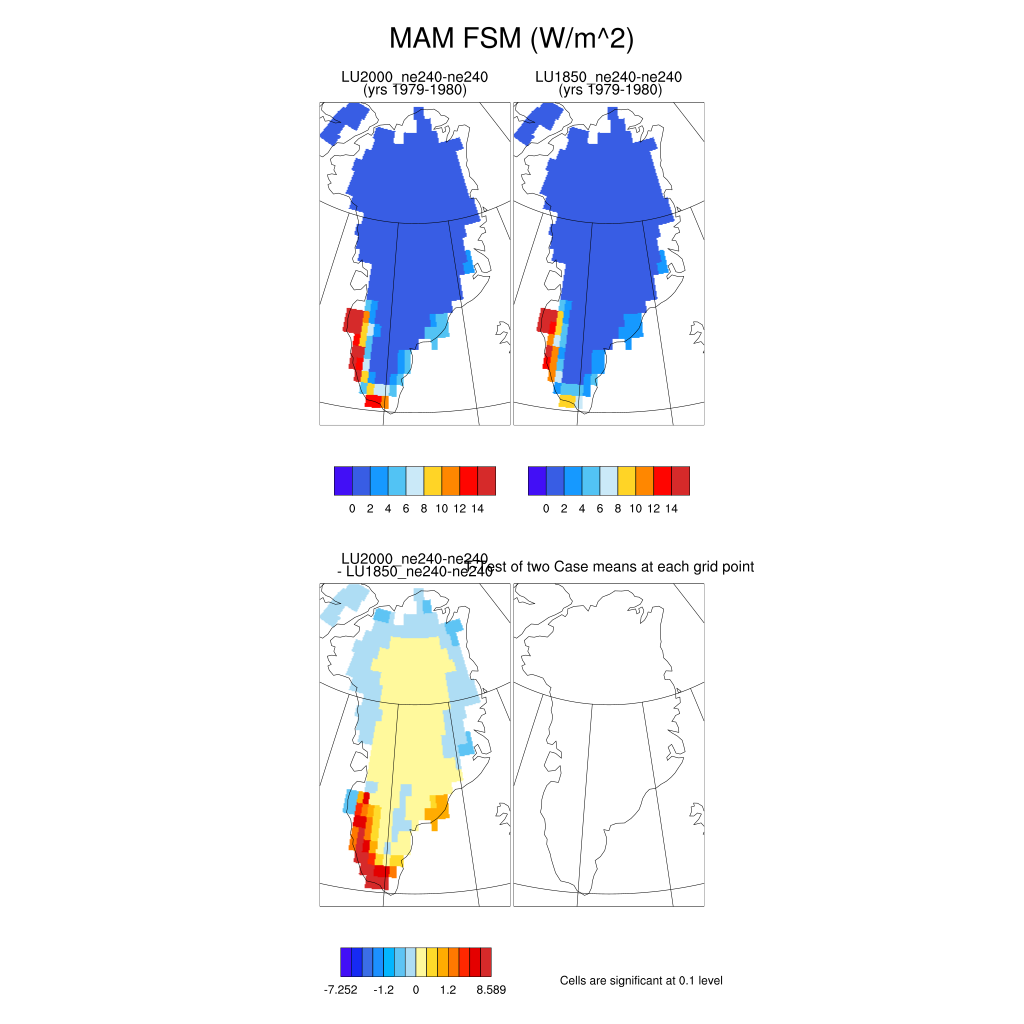 MAM FSM (W/m^2)
LU2000_ne240-ne240
(yrs 1979-1980)
LU1850_ne240-ne240
(yrs 1979-1980)
0 2 4 6 8 10 12 14
0 2 4 6 8 10 12 14
LU2000_ne240-ne240
- LU1850_ne240-ne240
Test of two Case means at each grid point
-7.252 -1.2 0 1.2 8.589
Cells are significant at 0.1 level